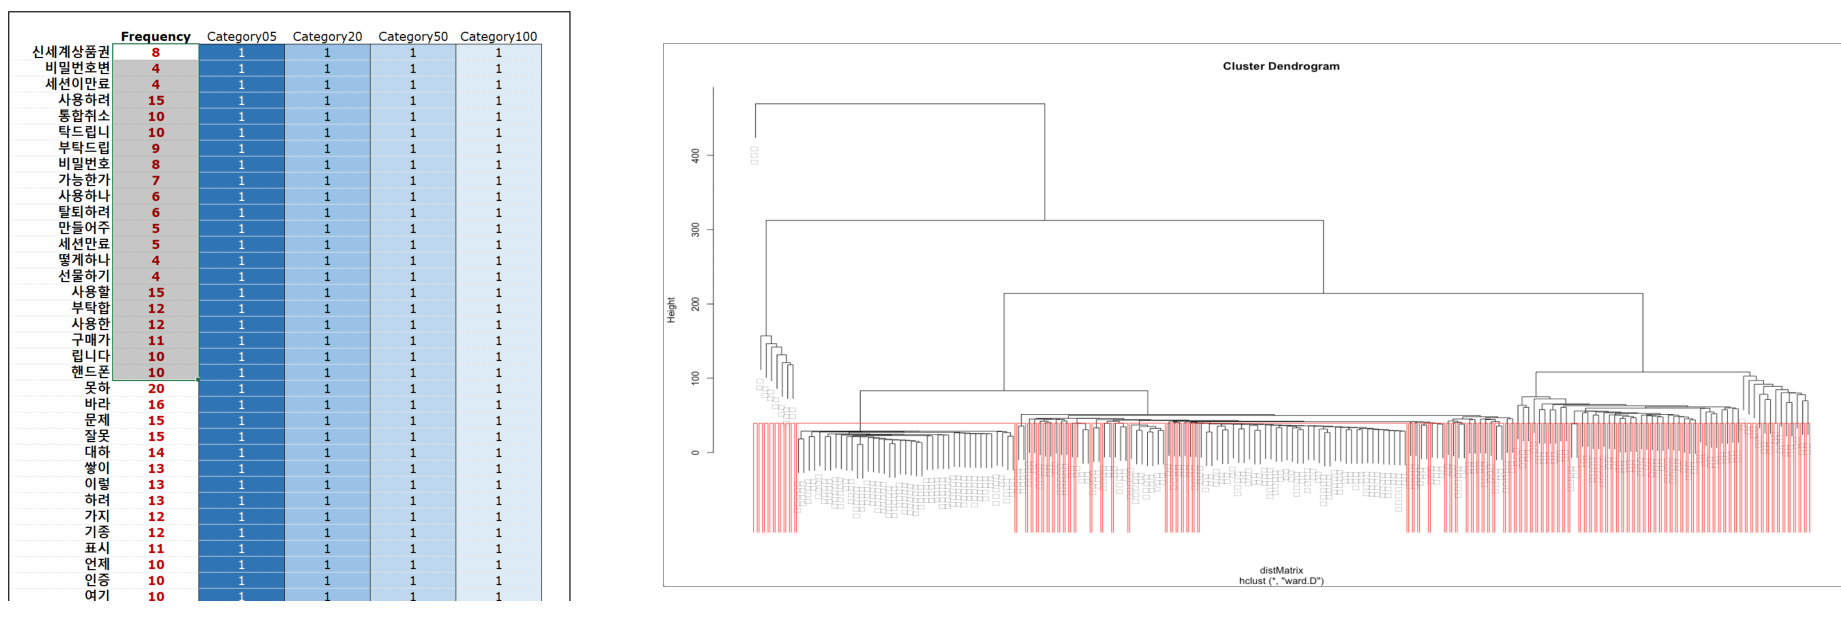 Frequency Category05 Category20 Category50 Category100
신세계상품권 8 1 1 1 1
비밀번호변 4 1 1 1 1
세션이만료 4 1 1 1 1
사용하려 15 1 1 1 1
통합취소 10 1 1 1 1
탁드립니 10 1 1 1 1
부탁드립 9 1 1 1 1
비밀번호 8 1 1 1 1
가능한가 7 1 1 1 1
사용하나 6 1 1 1 1
탈퇴하려 6 1 1 1 1
만들어주 5 1 1 1 1
세션만료 5 1 1 1 1
떻게하나 4 1 1 1 1
선물하기 4 1 1 1 1
사용할 15 1 1 1 1
부탁합 12 1 1 1 1
사용한 12 1 1 1 1
구매가 11 1 1 1 1
립니다 10 1 1 1 1
핸드폰 10 1 1 1 1
못하 20 1 1 1 1
바라 16 1 1 1 1
문제 15 1 1 1 1
잘못 15 1 1 1 1
대하 14 1 1 1 1
쌓이 13 1 1 1 1
이렇 13 1 1 1 1
하려 13 1 1 1 1
가지 12 1 1 1 1
기종 12 1 1 1 1
표시 11 1 1 1 1
언제 10 1 1 1 1
인증 10 1 1 1 1
여기 10 1 1 1 1
Cluster Dendrogram
Height
400
300
200
100
0
distMatrix
hclust (*, "ward.D")